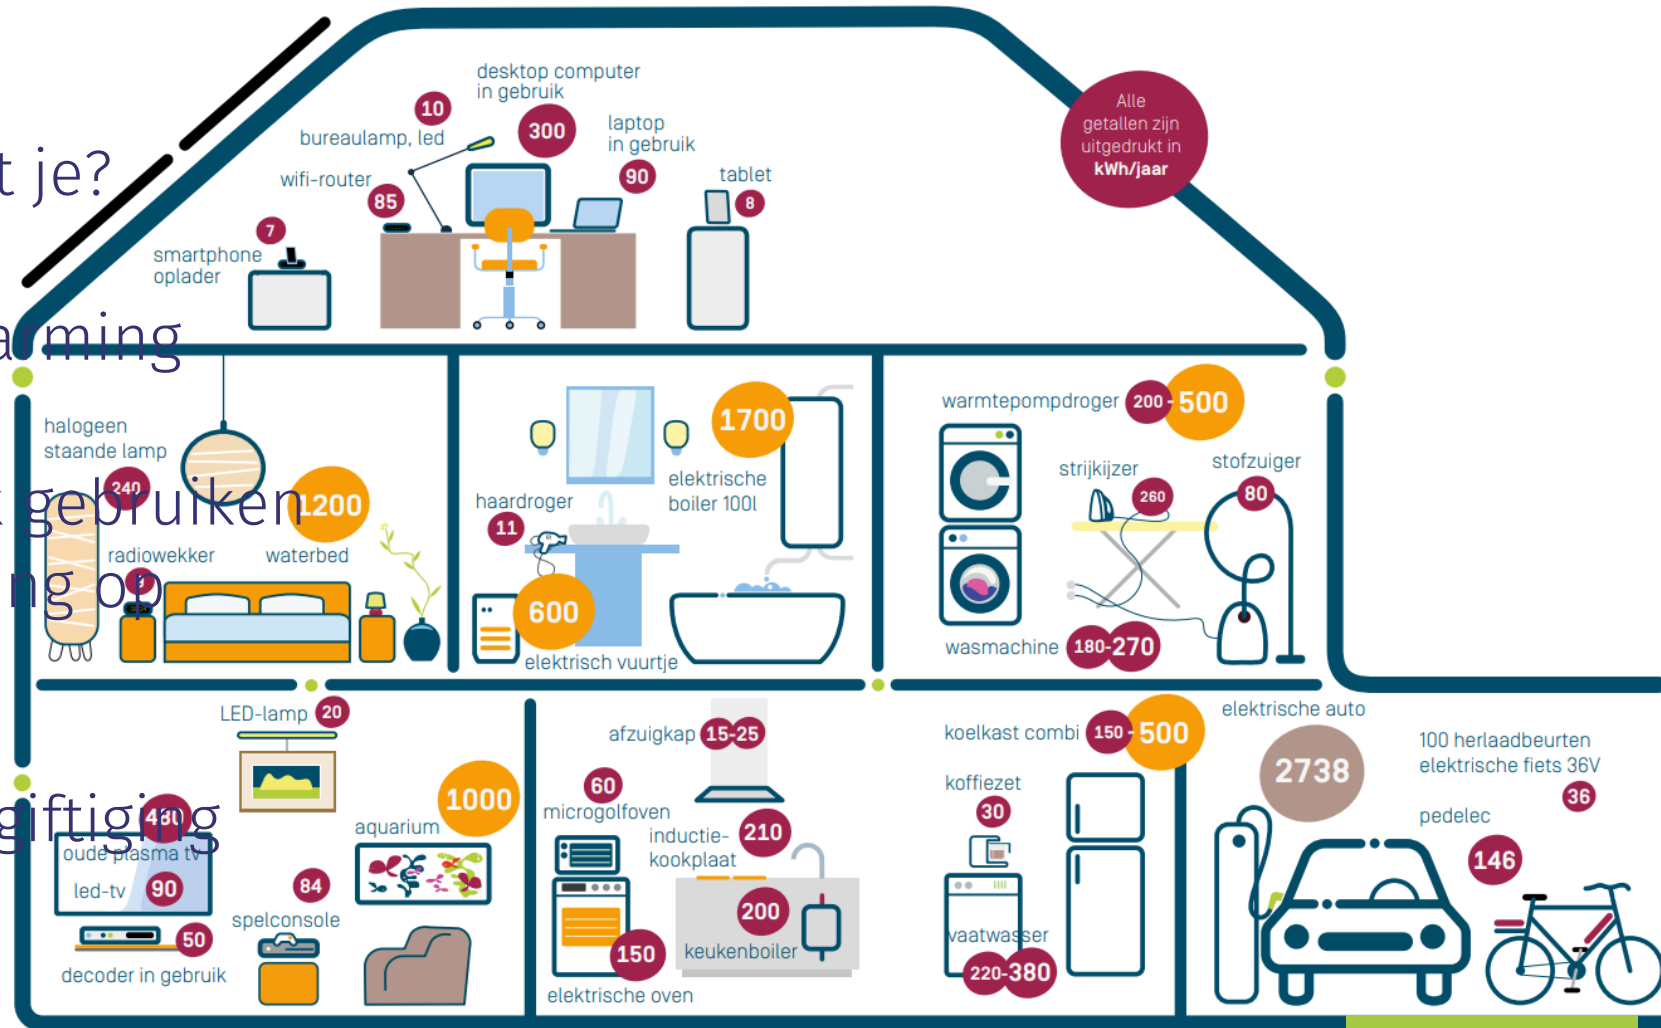 t je?
arming
gebruiken
ng op
giftiging
Alle
getallen zijn
uitgedrukt in
kWh/jaar
desktop computer
in gebruik
300
10
bureaulamp, led
laptop
in gebruik
90
wifi-router
85
tablet
8
7
smartphone
oplader
halogeen
staande lamp
240
1200
radiowekker
waterbed
1700
elektrische
boiler 100l
haardroger
11
600
elektrisch vuurtje
warmtepompdroger 200-500
strijkijzer
260
stofzuiger
80
wasmachine 180-270
LED-lamp 20
1000
aquarium
480
oude plasma tv
led-tv 90
84
spelconsole
50
decoder in gebruik
afzuigkap 15-25
60
microgolfoven
inductie-
kookplaat
210
200
keukenboiler
150
elektrische oven
koelkast combi 150-500
koffiezet
30
vaatwasser
220-380
elektrische auto
2738
100 herlaadbeurten
elektrische fiets 36V
36
pedelec
146